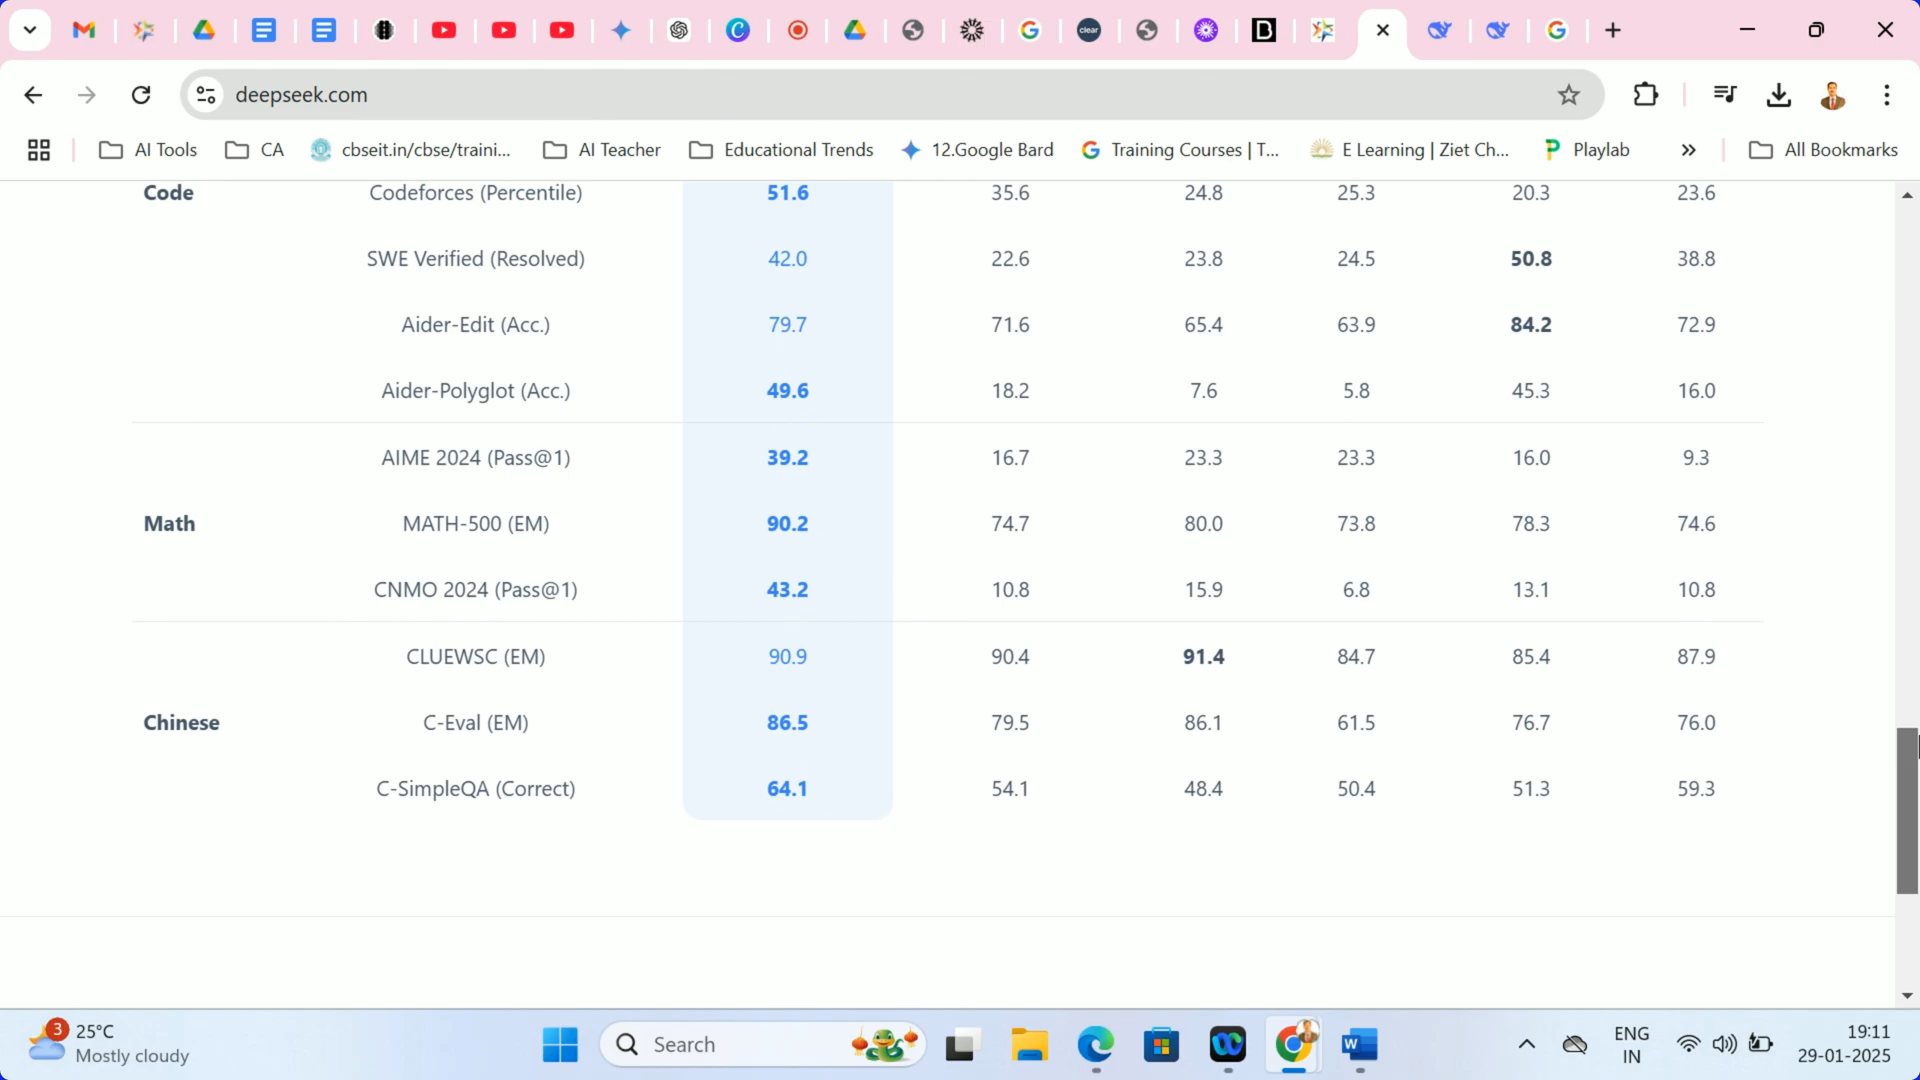 clear
deepseek.com
AI Tools
CA
cbseit.in/cbse/traini...
AI Teacher
Educational Trends
12.Google Bard
Training Courses | T...
E Learning | Ziet Ch...
Playlab
»
All Bookmarks
Code Codeforces (Percentile) 51.6 35.6 24.8 25.3 20.3 23.6
SWE Verified (Resolved) 42.0 22.6 23.8 24.5 50.8 38.8
Aider-Edit (Acc.) 79.7 71.6 65.4 63.9 84.2 72.9
Aider-Polyglot (Acc.) 49.6 18.2 7.6 5.8 45.3 16.0
AIME 2024 (Pass@1) 39.2 16.7 23.3 23.3 16.0 9.3
Math MATH-500 (EM) 90.2 74.7 80.0 73.8 78.3 74.6
CNMO 2024 (Pass@1) 43.2 10.8 15.9 6.8 13.1 10.8
CLUEWSC (EM) 90.9 90.4 91.4 84.7 85.4 87.9
Chinese C-Eval (EM) 86.5 79.5 86.1 61.5 76.7 76.0
C-SimpleQA (Correct) 64.1 54.1 48.4 50.4 51.3 59.3
3
25°C
Mostly cloudy
Search
ENG
IN
19:11
29-01-2025